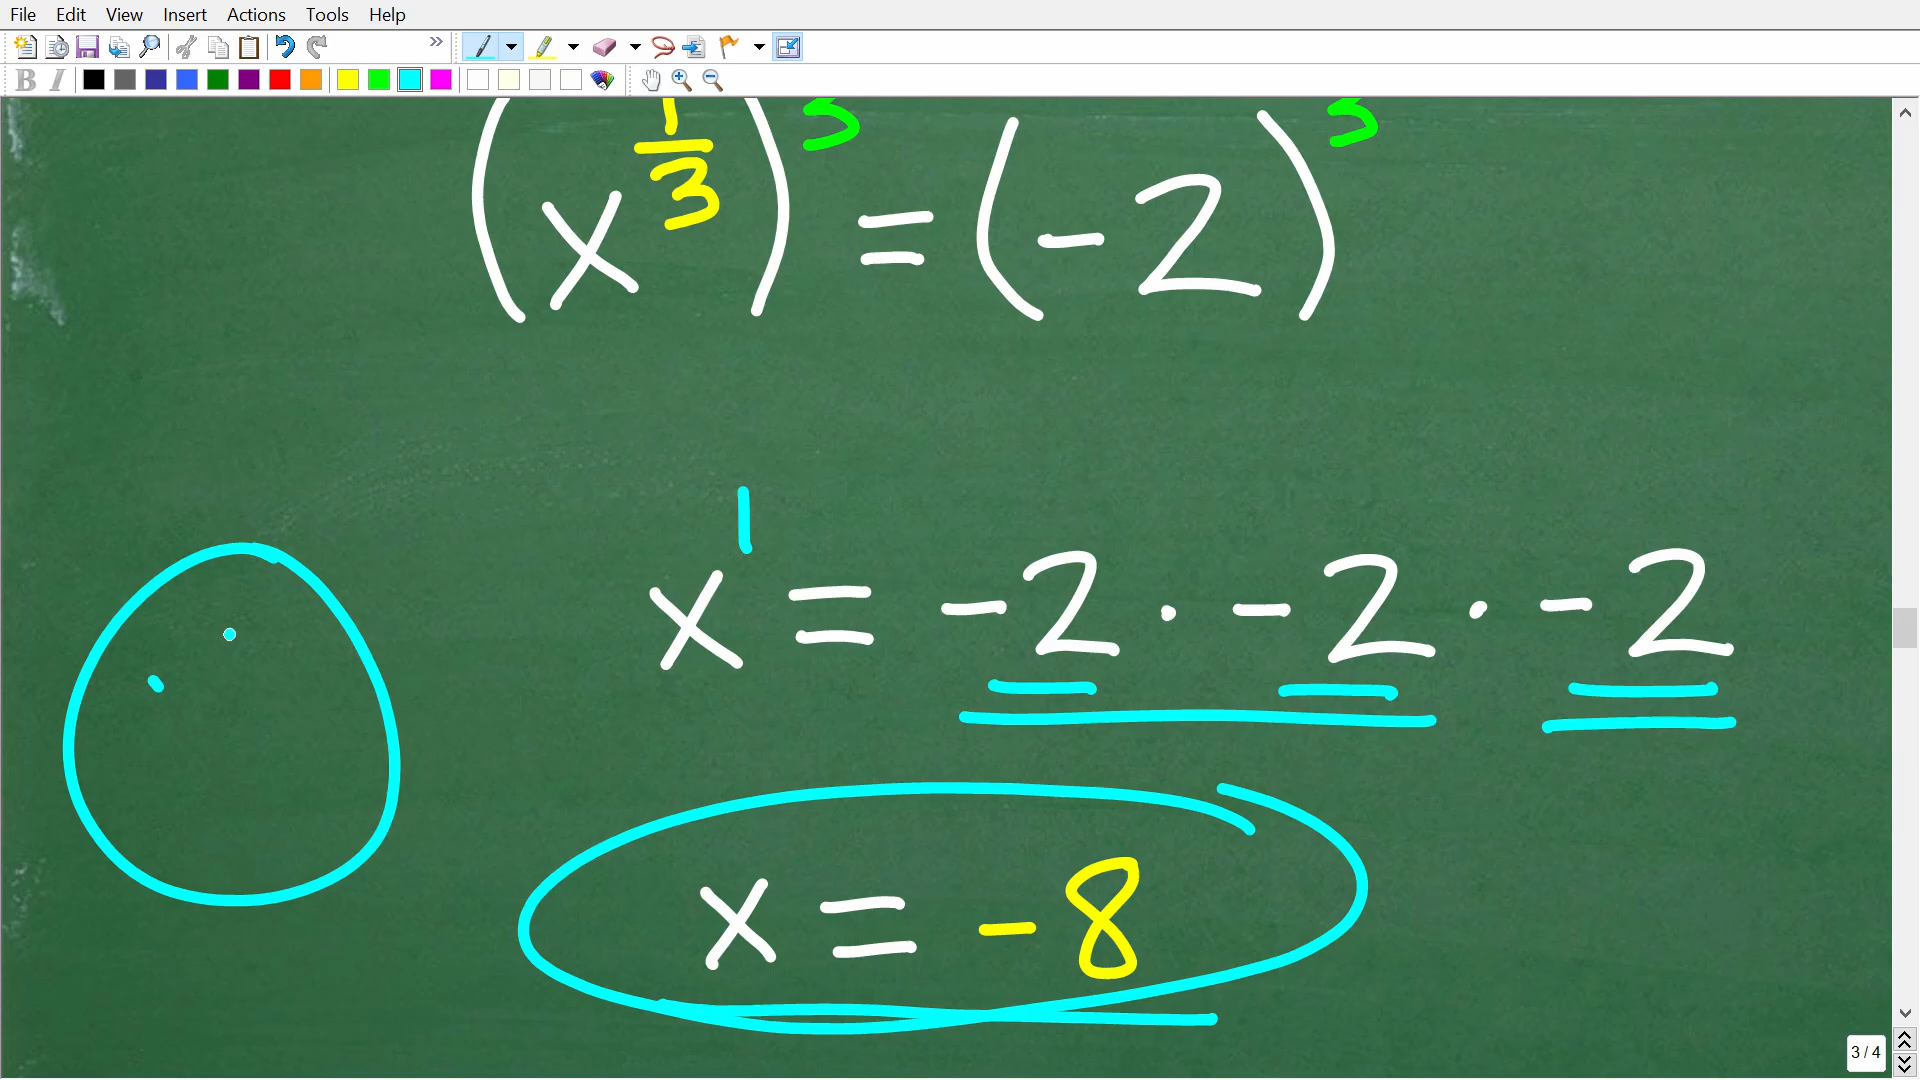 File Edit View Insert Actions Tools Help
B I
(x^1/3)^3 = (-2)^3
x^1 = -2 · -2 · -2
x = -8
3 / 4